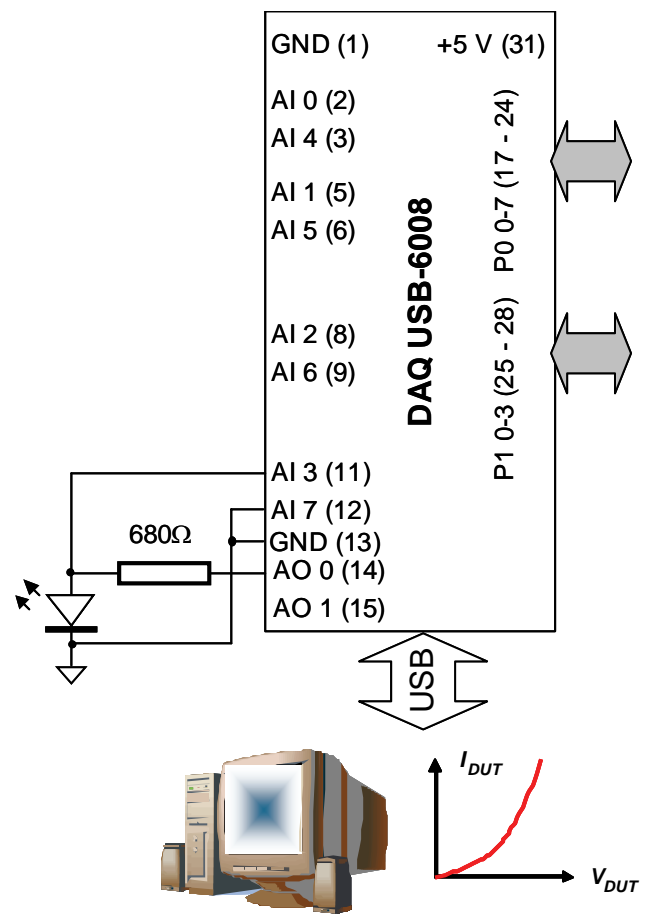 GND (1)
+5 V (31)
AI 0 (2)
AI 4 (3)
AI 1 (5)
AI 5 (6)
AI 2 (8)
AI 6 (9)
AI 3 (11)
AI 7 (12)
GND (13)
AO 0 (14)
AO 1 (15)
DAQ USB-6008
P0 0-7 (17 - 24)
P1 0-3 (25 - 28)
680Ω
USB
I DUT
V DUT